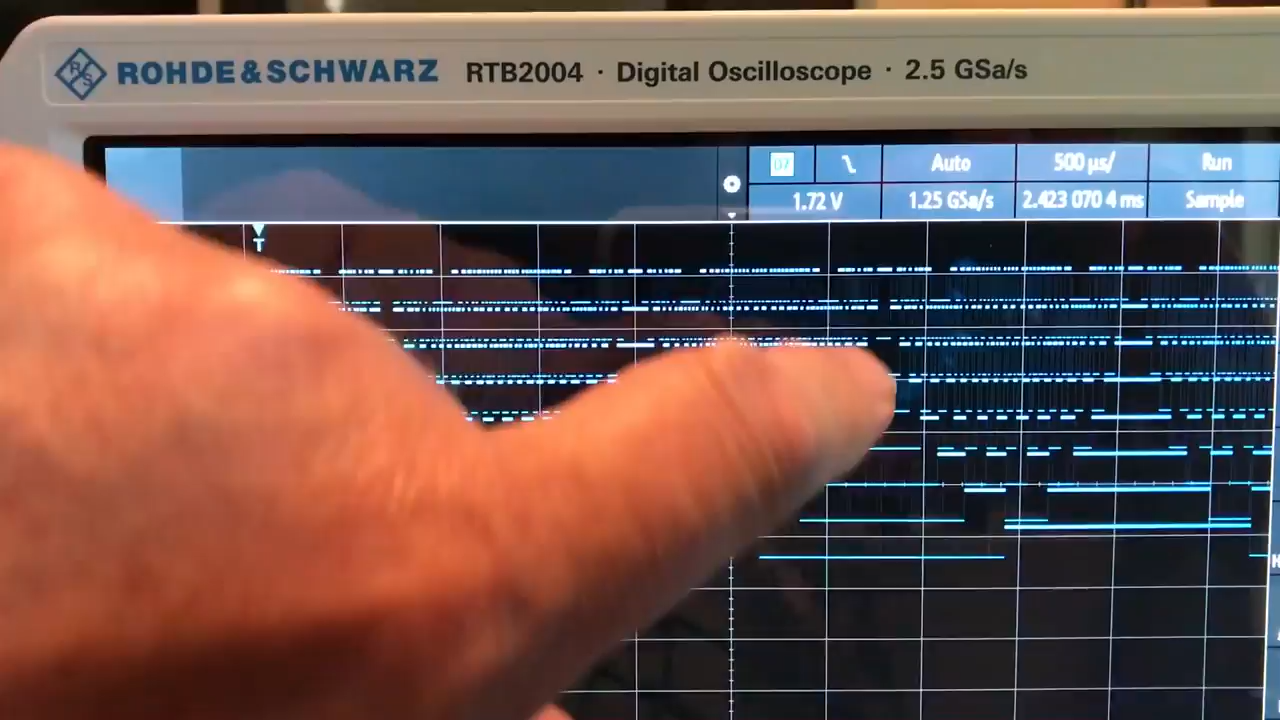 R&S
ROHDE & SCHWARZ RTB2004 · Digital Oscilloscope · 2.5 GSa/s
D7 Auto 500 µs/ Run
1.72 V 1.25 GSa/s 2.423 070 4 ms Sample
T